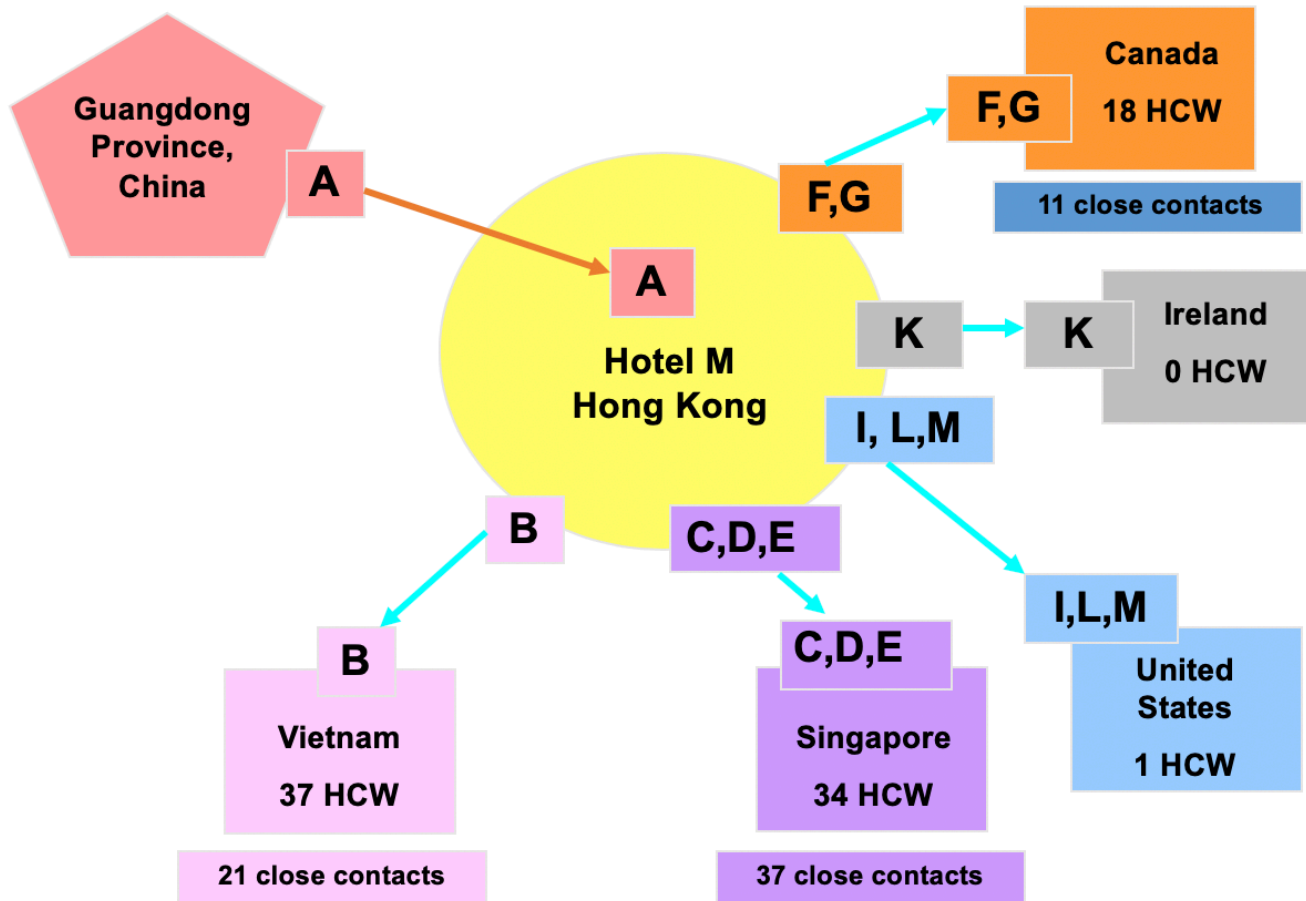 Guangdong
Province,
China
A
A
Hotel M
Hong Kong
F,G
F,G
Canada
18 HCW
11 close contacts
K
K
Ireland
0 HCW
I, L,M
I,L,M
United
States
1 HCW
B
B
Vietnam
37 HCW
21 close contacts
C,D,E
C,D,E
Singapore
34 HCW
37 close contacts